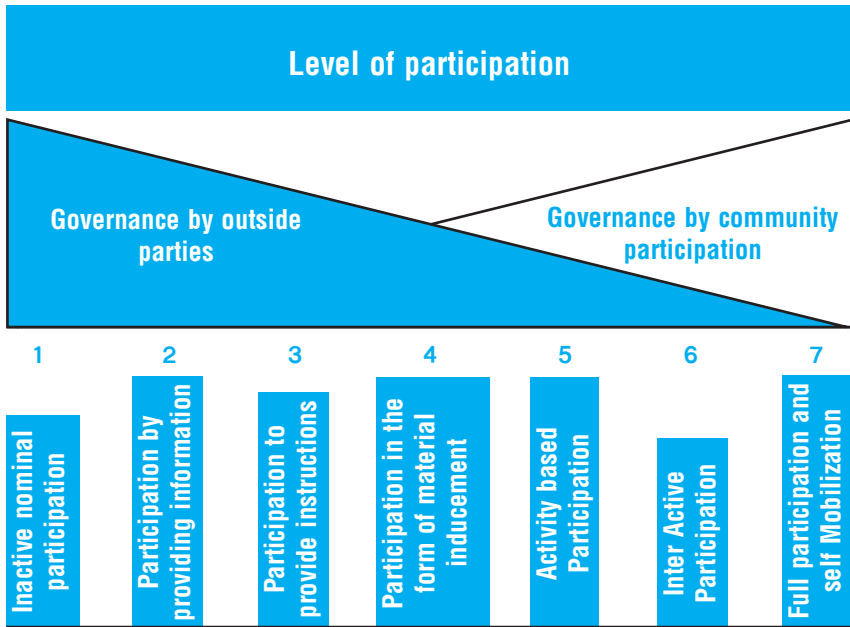 Level of participation
Governance by outside
parties
Governance by community
participation
1
2
3
4
5
6
7
Inactive nominal
participation
Participation by
providing information
Participation to
provide instructions
Participation in the
form of material
inducement
Activity based
Participation
Inter Active
Participation
Full participation and
self Mobilization